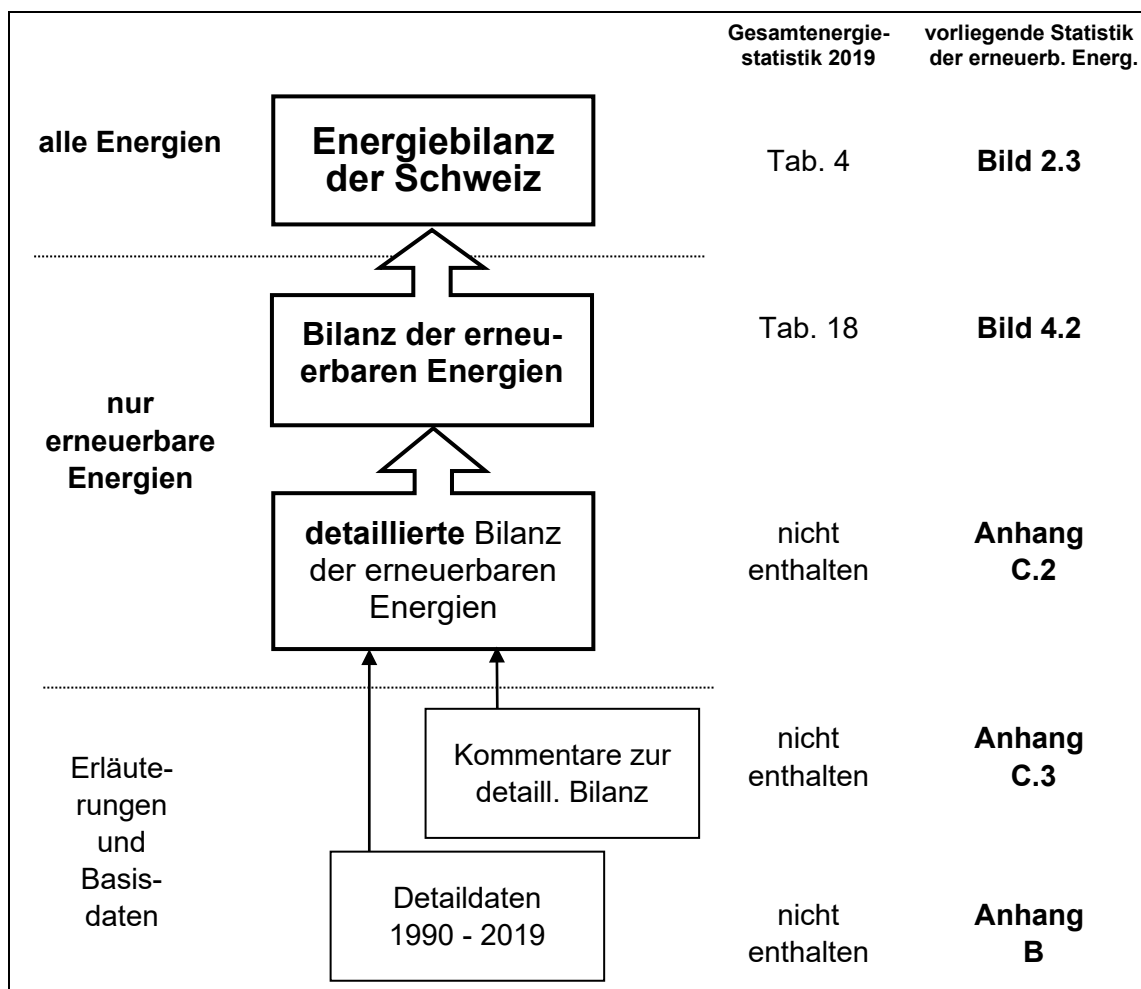 Gesamtenergie-
statistik 2019
vorliegende Statistik
der erneuerb. Energ.
alle Energien
Energiebilanz
der Schweiz
Tab. 4
Bild 2.3
nur
erneuerbare
Energien
Bilanz der erneu-
erbaren Energien
Tab. 18
Bild 4.2
detaillierte Bilanz
der erneuerbaren
Energien
nicht
enthalten
Anhang
C.2
Erläute-
rungen
und
Basis-
daten
Kommentare zur
detaill. Bilanz
nicht
enthalten
Anhang
C.3
Detaildaten
1990 - 2019
nicht
enthalten
Anhang
B